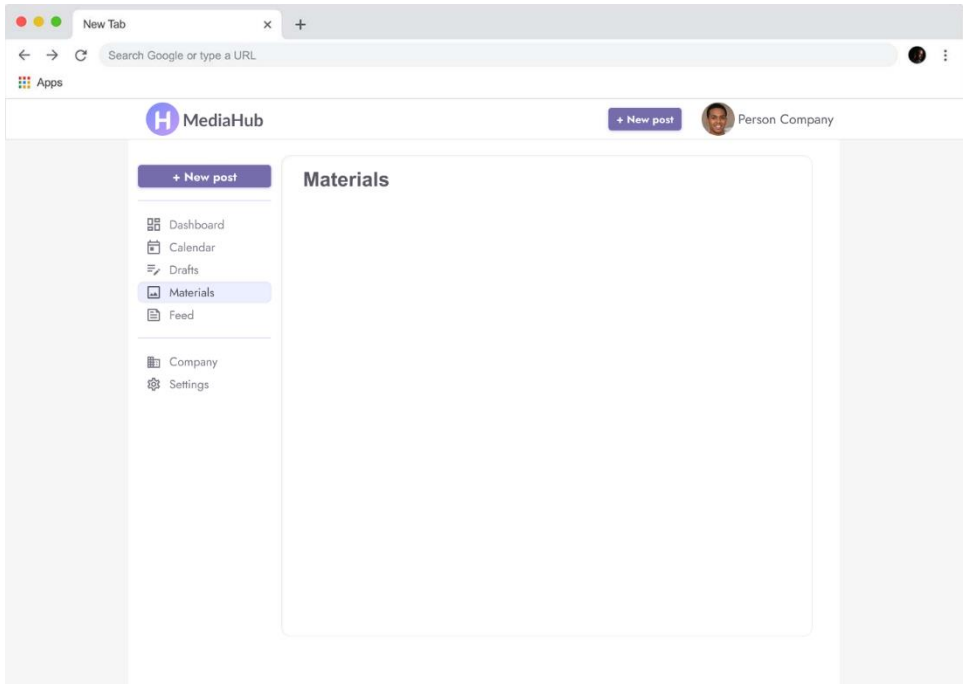 New Tab
Search Google or type a URL
Apps
H MediaHub
+ New post
Person Company
+ New post
Materials
Dashboard
Calendar
Drafts
Materials
Feed
Company
Settings